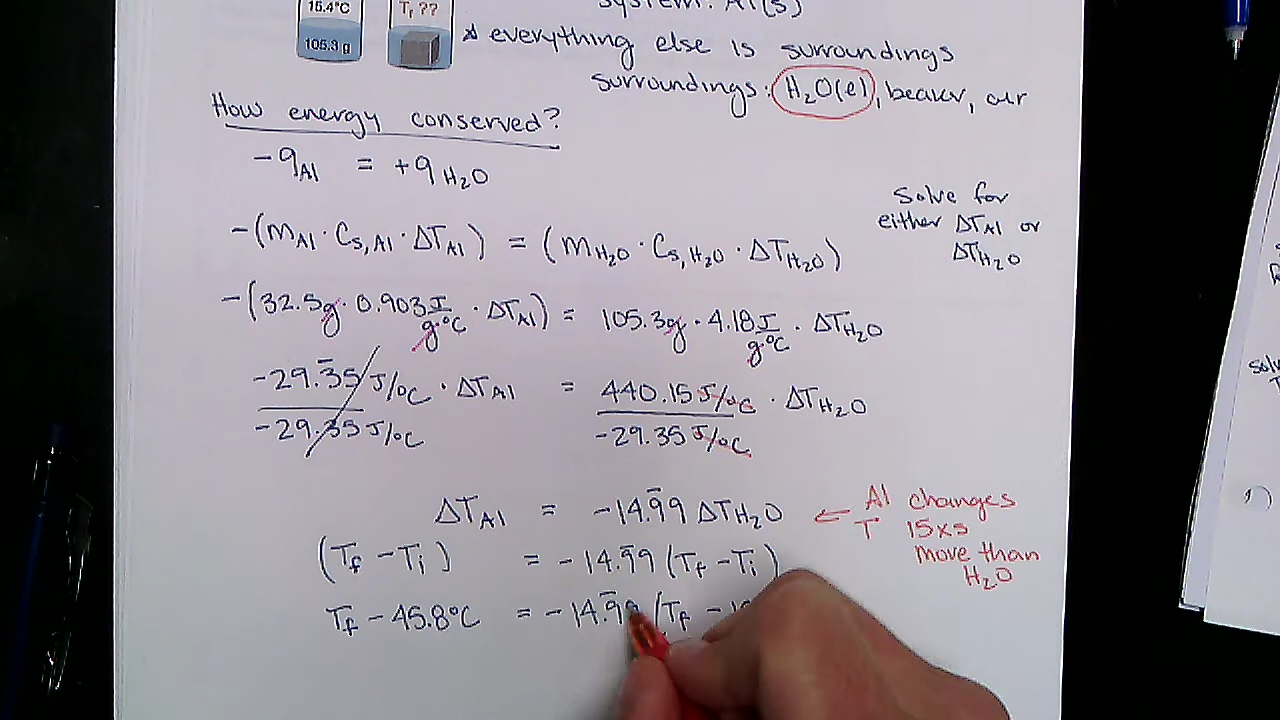 15.4°C
105.3 g
Tf ??
system: Al(s)
* everything else is surroundings
surroundings: H₂O(ℓ), beaker, air
How energy conserved?
-qAl = +qH₂O
Solve for
either ΔTAl or
ΔTH₂O
-(mAl · Cs,Al · ΔTAl) = (mH₂O · Cs,H₂O · ΔTH₂O)
-(32.5g · 0.903 J/g°C · ΔTAl) = 105.3g · 4.18 J/g°C · ΔTH₂O
-29.35 J/°C · ΔTAl = 440.15 J/°C · ΔTH₂O
-29.35 J/°C -29.35 J/°C
ΔTAl = -14.99 ΔTH₂O ← Al changes
T 15xs
more than
H₂O
(Tf - Ti) = -14.99 (Tf - Ti)
Tf - 45.8°C = -14.99 (Tf - 1
1)